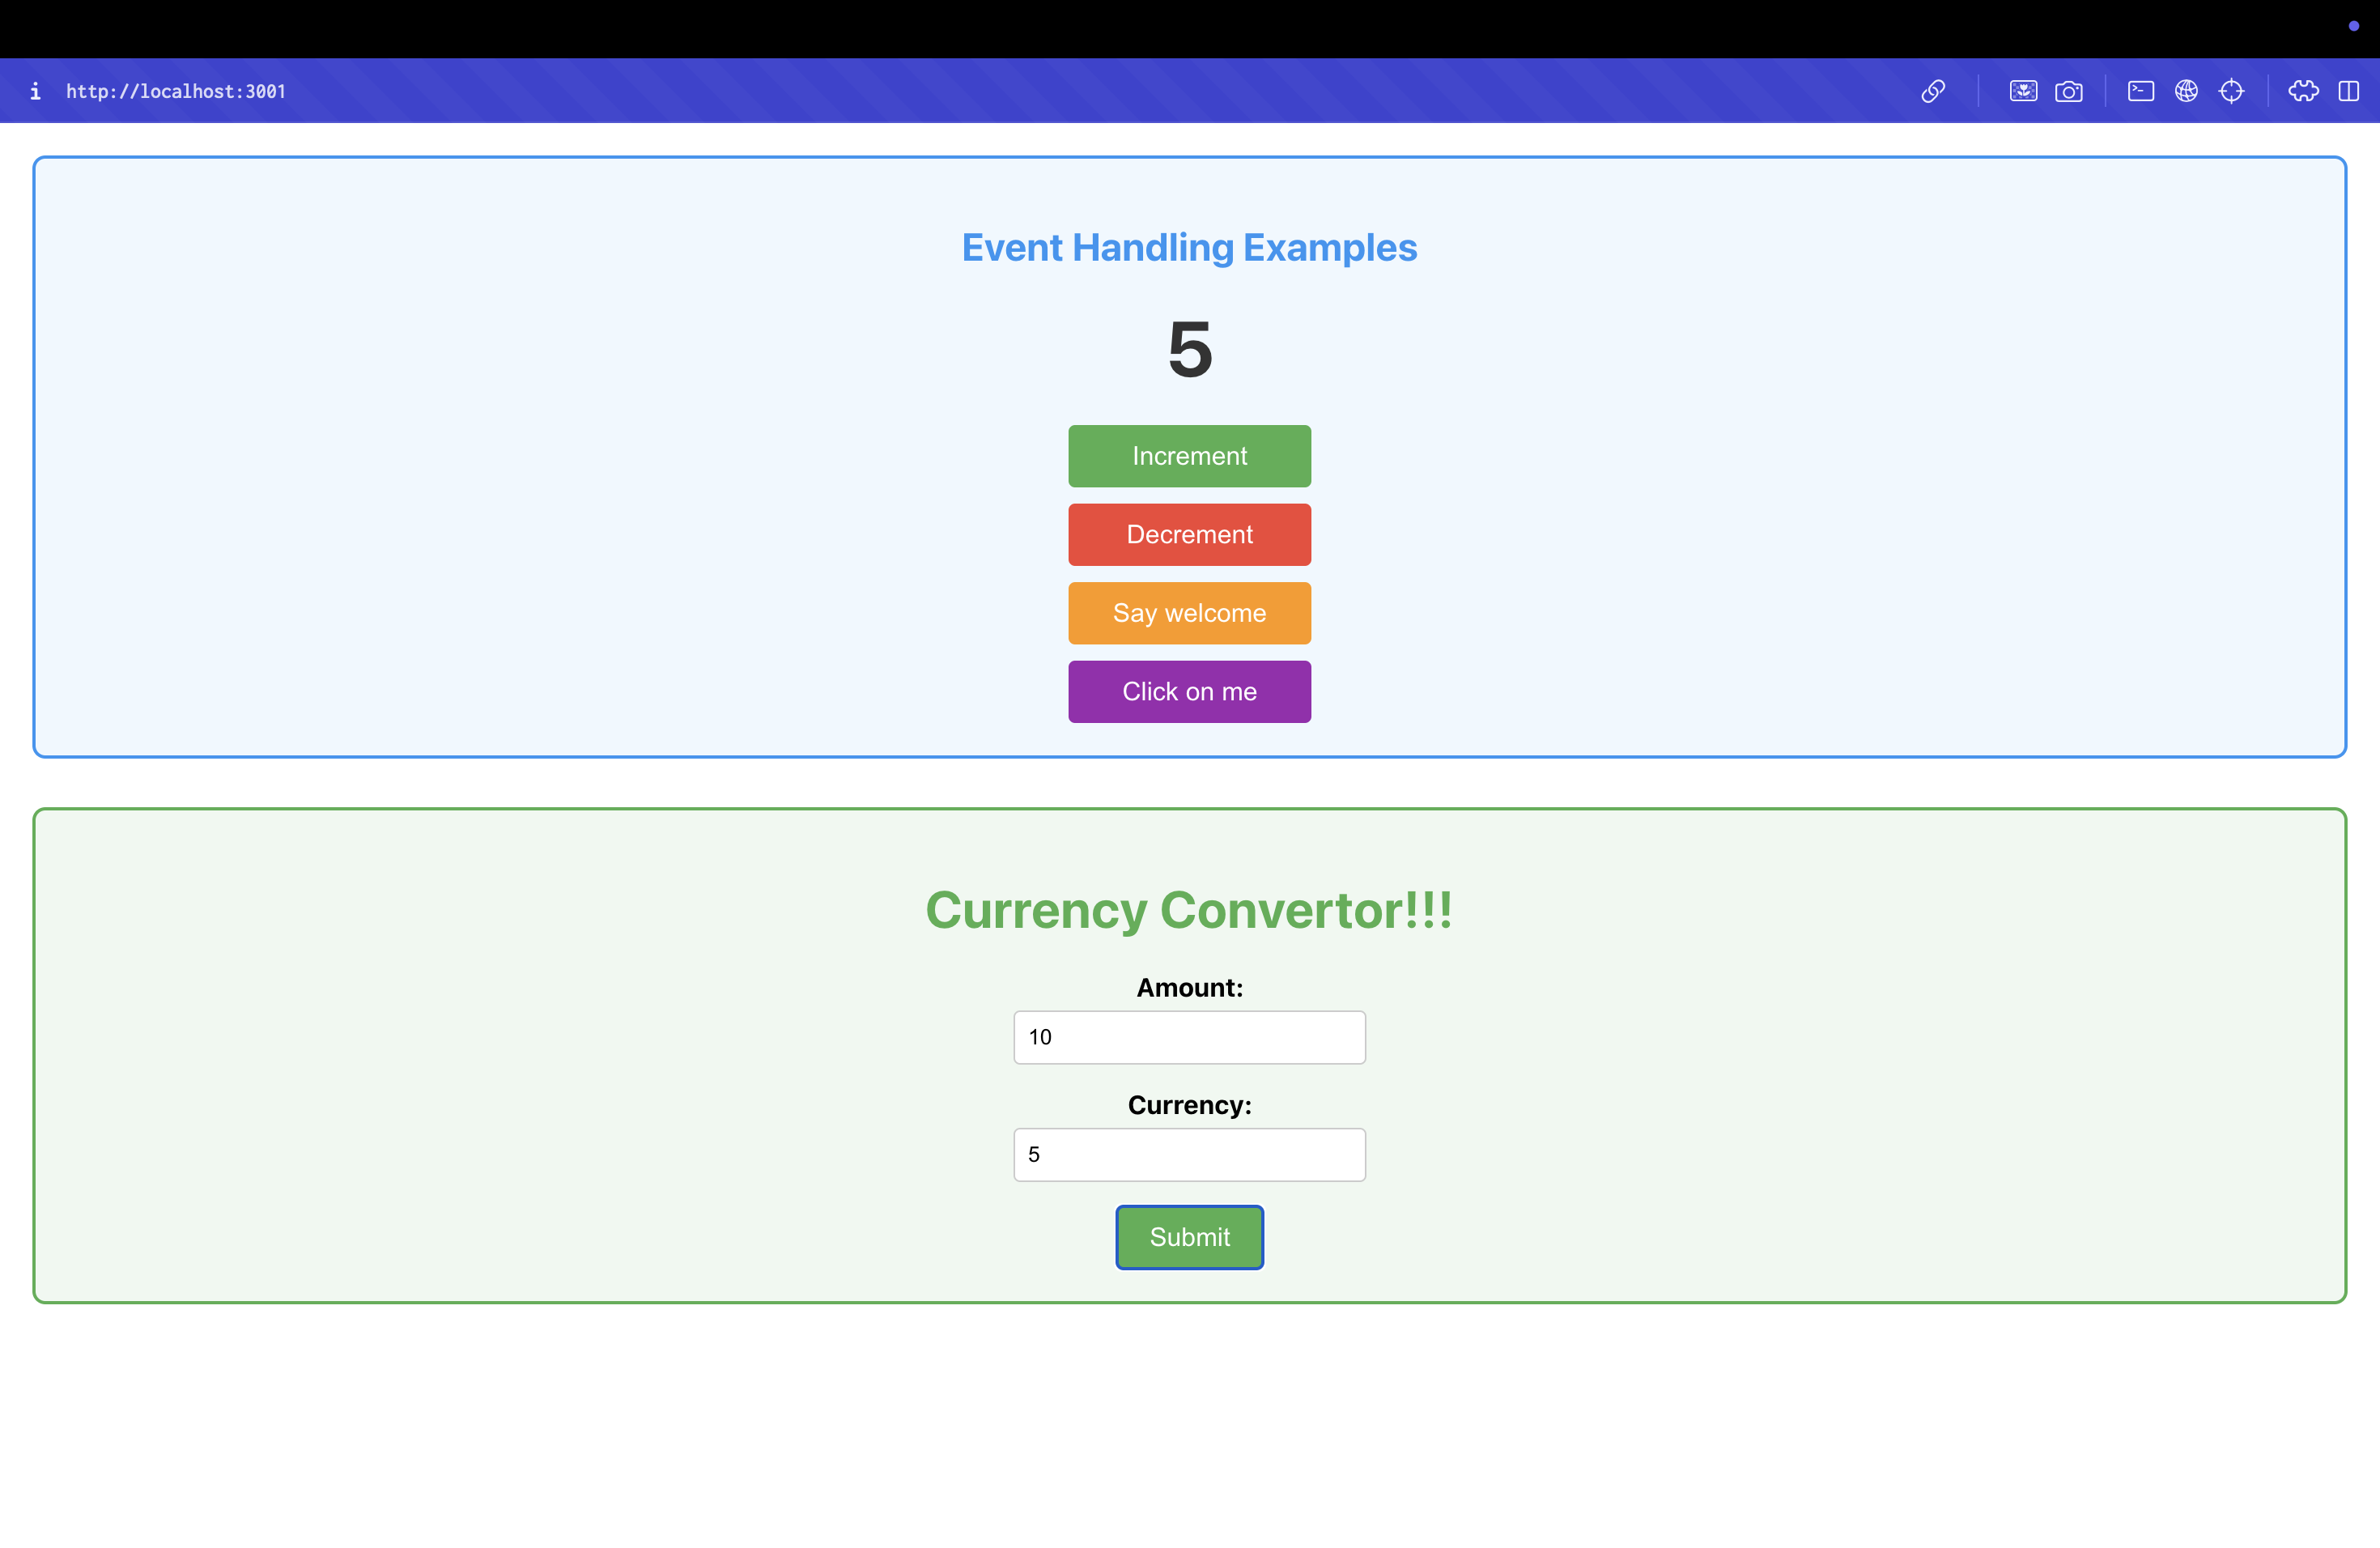 http://localhost:3001
Event Handling Examples
5
Increment
Decrement
Say welcome
Click on me
Currency Convertor!!!
Amount:
10
Currency:
5
Submit